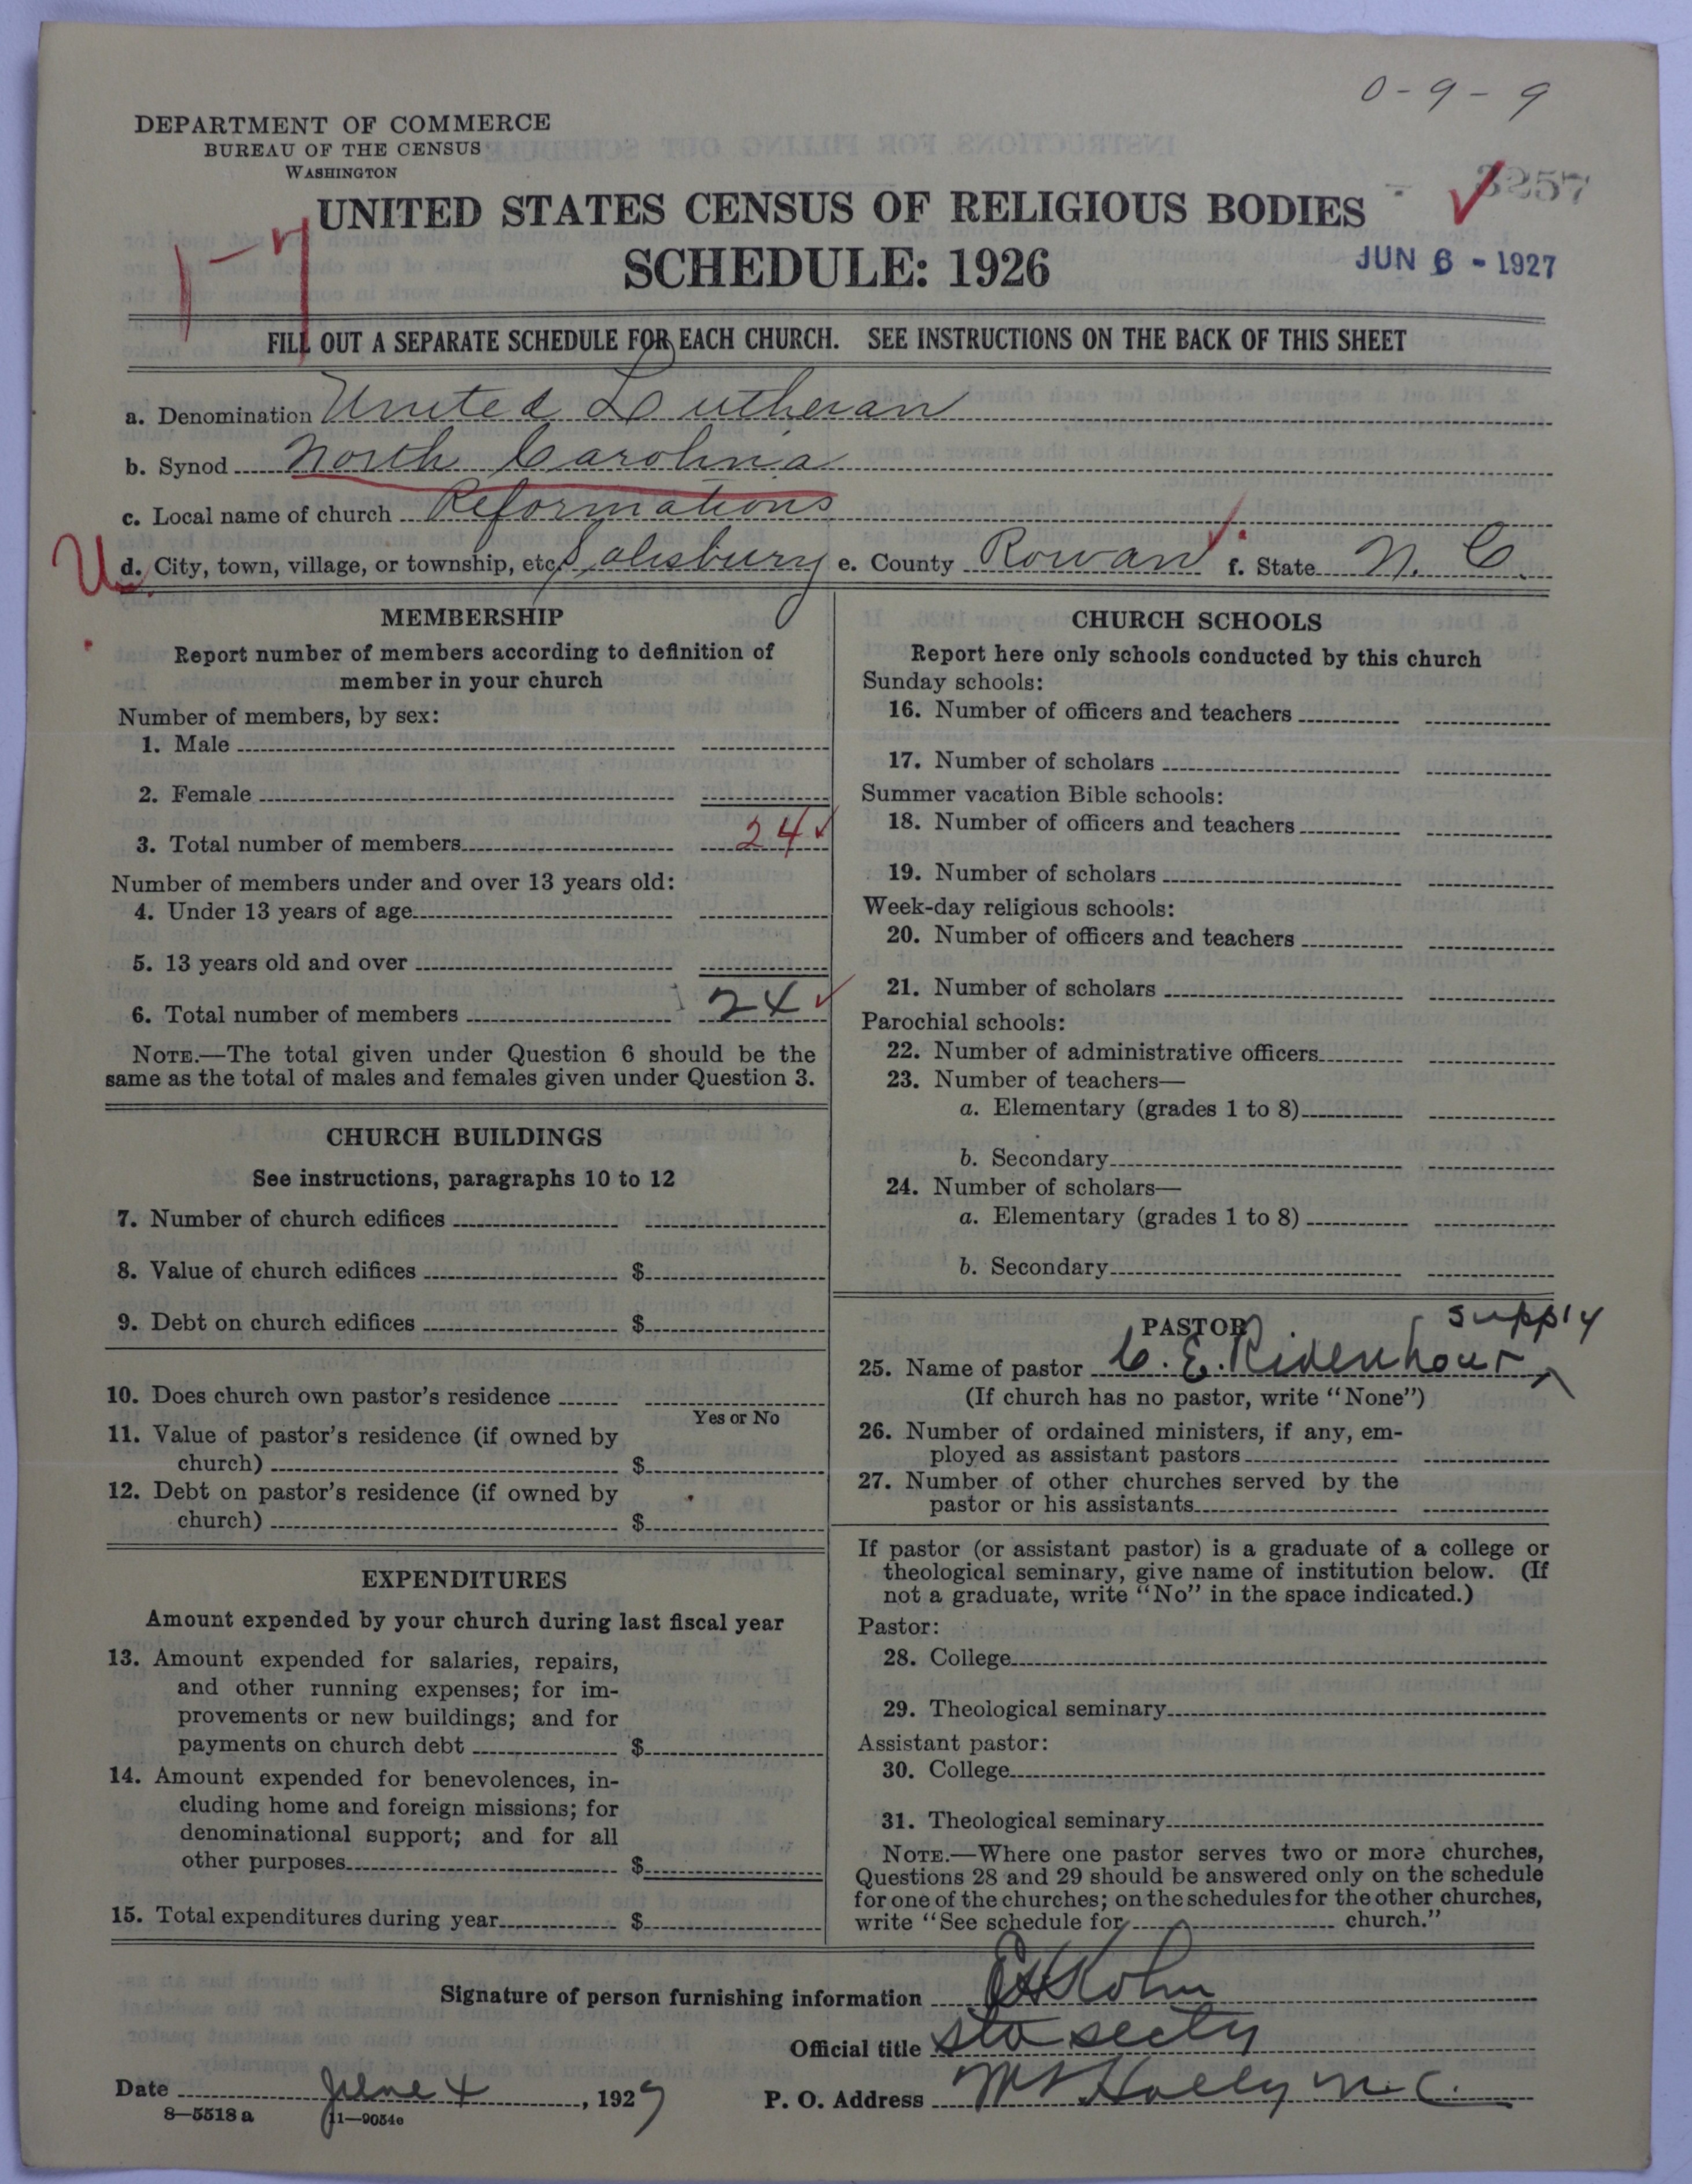 0-9-9
DEPARTMENT OF COMMERCE
BUREAU OF THE CENSUS
WASHINGTON
3257
UNITED STATES CENSUS OF RELIGIOUS BODIES
SCHEDULE: 1926
JUN 6 - 1927
FILL OUT A SEPARATE SCHEDULE FOR EACH CHURCH. SEE INSTRUCTIONS ON THE BACK OF THIS SHEET
a. Denomination United Lutheran
b. Synod North Carolina
c. Local name of church Reformations
d. City, town, village, or township, etc. Salisbury e. County Rowan f. State N. C.
MEMBERSHIP
Report number of members according to definition of
member in your church
Number of members, by sex:
1. Male
2. Female
3. Total number of members 24
Number of members under and over 13 years old:
4. Under 13 years of age
5. 13 years old and over
6. Total number of members 24
NOTE.—The total given under Question 6 should be the
same as the total of males and females given under Question 3.
CHURCH BUILDINGS
See instructions, paragraphs 10 to 12
7. Number of church edifices
8. Value of church edifices $
9. Debt on church edifices $
10. Does church own pastor's residence
Yes or No
11. Value of pastor's residence (if owned by
church) $
12. Debt on pastor's residence (if owned by
church) $
EXPENDITURES
Amount expended by your church during last fiscal year
13. Amount expended for salaries, repairs,
and other running expenses; for im-
provements or new buildings; and for
payments on church debt $
14. Amount expended for benevolences, in-
cluding home and foreign missions; for
denominational support; and for all
other purposes $
15. Total expenditures during year $
CHURCH SCHOOLS
Report here only schools conducted by this church
Sunday schools:
16. Number of officers and teachers
17. Number of scholars
Summer vacation Bible schools:
18. Number of officers and teachers
19. Number of scholars
Week-day religious schools:
20. Number of officers and teachers
21. Number of scholars
Parochial schools:
22. Number of administrative officers
23. Number of teachers—
a. Elementary (grades 1 to 8)
b. Secondary
24. Number of scholars—
a. Elementary (grades 1 to 8)
b. Secondary
PASTOR
supply
25. Name of pastor C. E. Ridenhour
(If church has no pastor, write "None")
26. Number of ordained ministers, if any, em-
ployed as assistant pastors
27. Number of other churches served by the
pastor or his assistants
If pastor (or assistant pastor) is a graduate of a college or
theological seminary, give name of institution below. (If
not a graduate, write "No" in the space indicated.)
Pastor:
28. College
29. Theological seminary
Assistant pastor:
30. College
31. Theological seminary
NOTE.—Where one pastor serves two or more churches,
Questions 28 and 29 should be answered only on the schedule
for one of the churches; on the schedules for the other churches,
write "See schedule for church."
Signature of person furnishing information Kohn
Official title secty
Date June 4, 1927 P. O. Address Mt Holly N. C.
8—5518 a 11—9054e